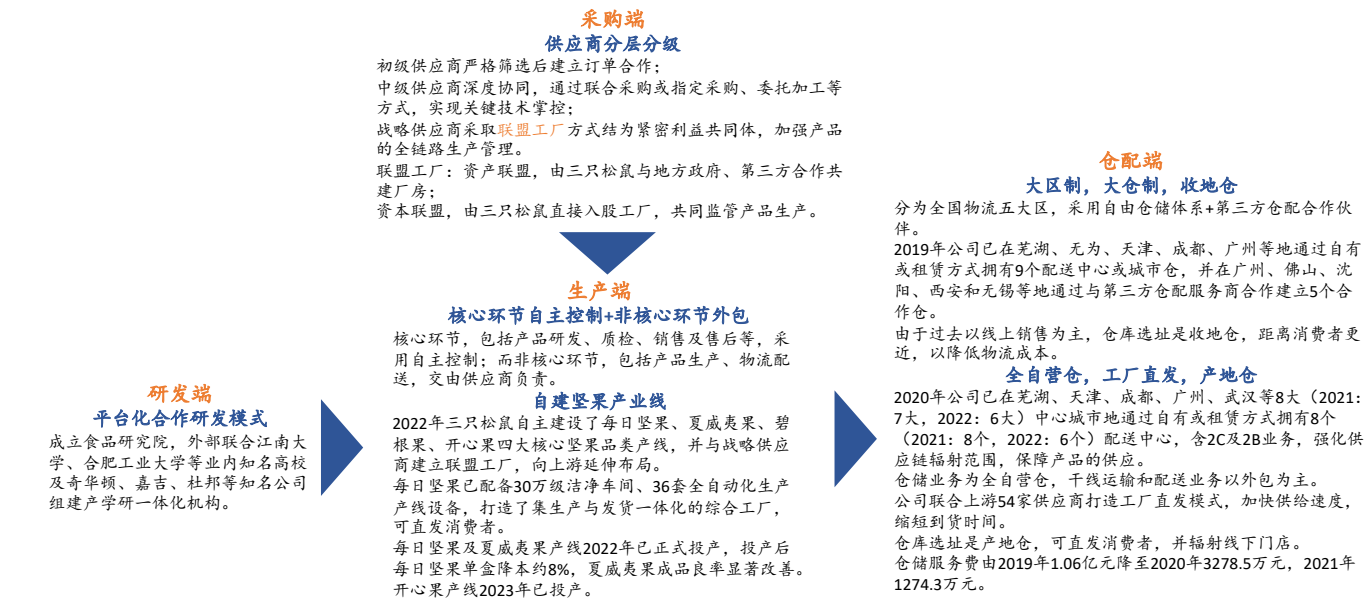 采购端
供应商分层分级
初级供应商严格筛选后建立订单合作；
中级供应商深度协同，通过联合采购或指定采购、委托加工等
方式，实现关键技术掌控；
战略供应商采取联盟工厂方式结为紧密利益共同体，加强产品
的全链路生产管理。
联盟工厂：资产联盟，由三只松鼠与地方政府、第三方合作共
建厂房；
资本联盟，由三只松鼠直接入股工厂，共同监管产品生产。
生产端
核心环节自主控制+非核心环节外包
核心环节，包括产品研发、质检、销售及售后等，采
用自主控制；而非核心环节，包括产品生产、物流配
送，交由供应商负责。
自建坚果产业线
2022年三只松鼠自主建设了每日坚果、夏威夷果、碧
根果、开心果四大核心坚果品类产线，并与战略供应
商建立联盟工厂，向上游延伸布局。
每日坚果已配备30万级洁净车间、36套全自动化生产
产线设备，打造了集生产与发货一体化的综合工厂，
可直发消费者。
每日坚果及夏威夷果产线2022年已正式投产，投产后
每日坚果单盒降本约8%，夏威夷果成品良率显著改善。
开心果产线2023年已投产。
研发端
平台化合作研发模式
成立食品研究院，外部联合江南大
学、合肥工业大学等业内知名高校
及奇华顿、嘉吉、杜邦等知名公司
组建产学研一体化机构。
仓配端
大区制，大仓制，收地仓
分为全国物流五大区，采用自由仓储体系+第三方仓配合作伙
伴。
2019年公司已在芜湖、无为、天津、成都、广州等地通过自有
或租赁方式拥有9个配送中心或城市仓，并在广州、佛山、沈
阳、西安和无锡等地通过与第三方仓配服务商合作建立5个合
作仓。
由于过去以线上销售为主，仓库选址是收地仓，距离消费者更
近，以降低物流成本。
全自营仓，工厂直发，产地仓
2020年公司已在芜湖、天津、成都、广州、武汉等8大（2021：
7大，2022：6大）中心城市地通过自有或租赁方式拥有8个
（2021：8个，2022：6个）配送中心，含2C及2B业务，强化供
应链辐射范围，保障产品的供应。
仓储业务为全自营仓，干线运输和配送业务以外包为主。
公司联合上游54家供应商打造工厂直发模式，加快供给速度，
缩短到货时间。
仓库选址是产地仓，可直发消费者，并辐射线下门店。
仓储服务费由2019年1.06亿元降至2020年3278.5万元，2021年
1274.3万元。